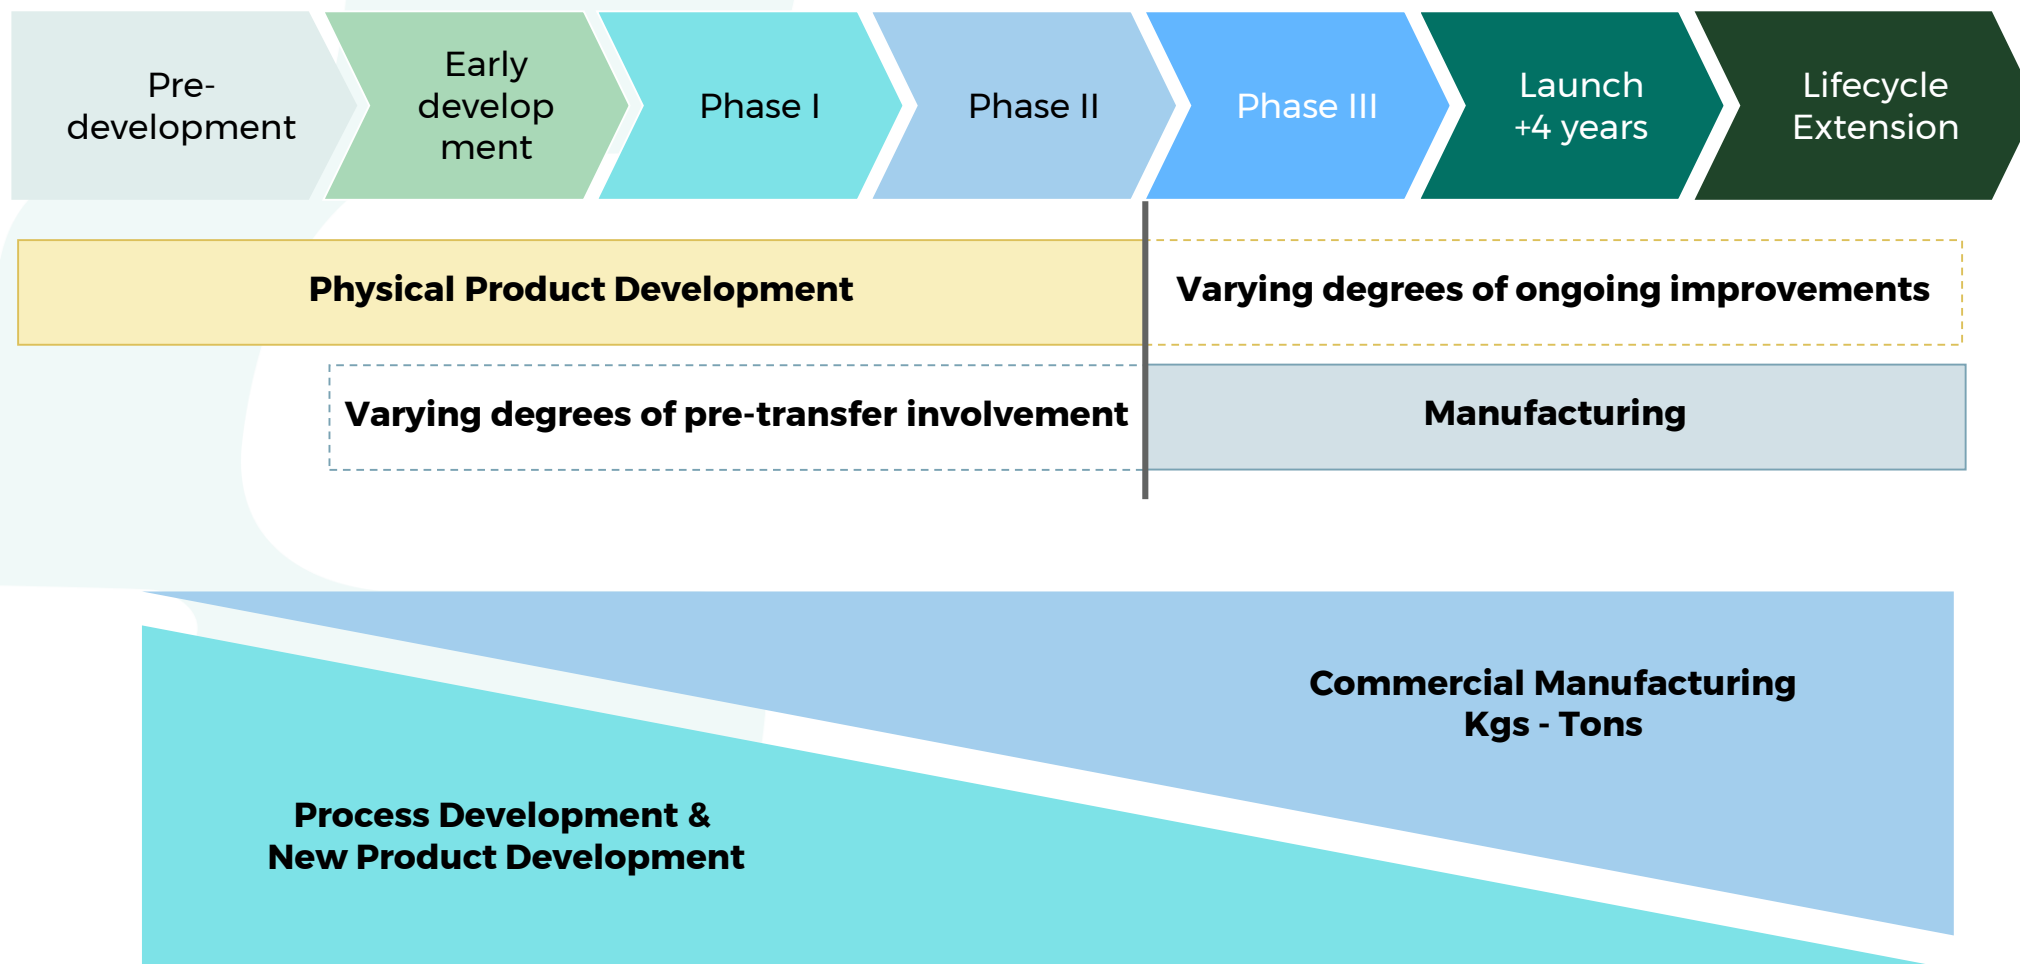 Pre-
development
Early
develop
ment
Phase I
Phase II
Phase III
Launch
+4 years
Lifecycle
Extension
Physical Product Development
Varying degrees of ongoing improvements
Varying degrees of pre-transfer involvement
Manufacturing
Commercial Manufacturing
Kgs - Tons
Process Development &
New Product Development